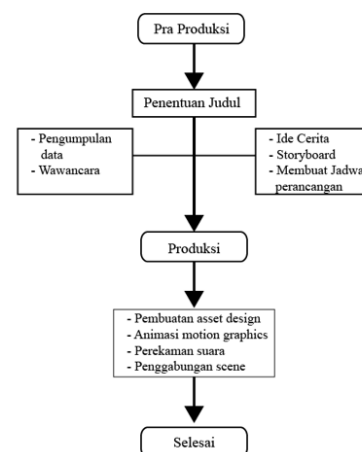 Pra Produksi
Penentuan Judul
- Pengumpulan
data
- Wawancara
- Ide Cerita
- Storyboard
- Membuat Jadwa
perancangan
Produksi
- Pembuatan asset design
- Animasi motion graphics
- Perekaman suara
- Penggabungan scene
Selesai